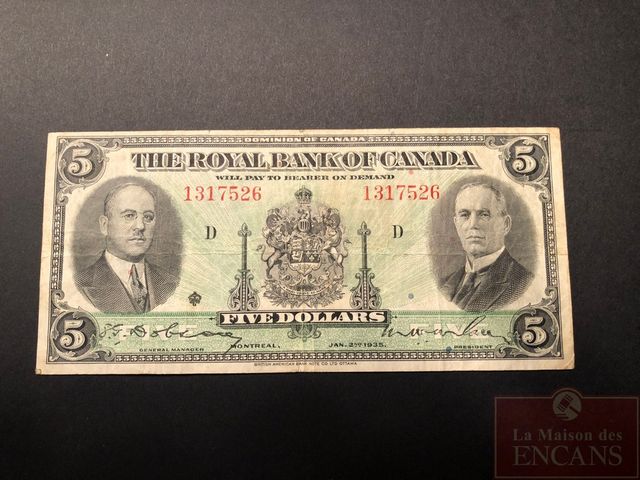 DOMINION OF CANADA
5 5
THE ROYAL BANK OF CANADA
WILL PAY TO BEARER ON DEMAND
1317526 1317526
D D
FIVE DOLLARS
5 5
GENERAL MANAGER MONTREAL, JAN. 2ND 1935. PRESIDENT
BRITISH AMERICAN BANK NOTE CO LTD OTTAWA
La Maison des
ENCANS